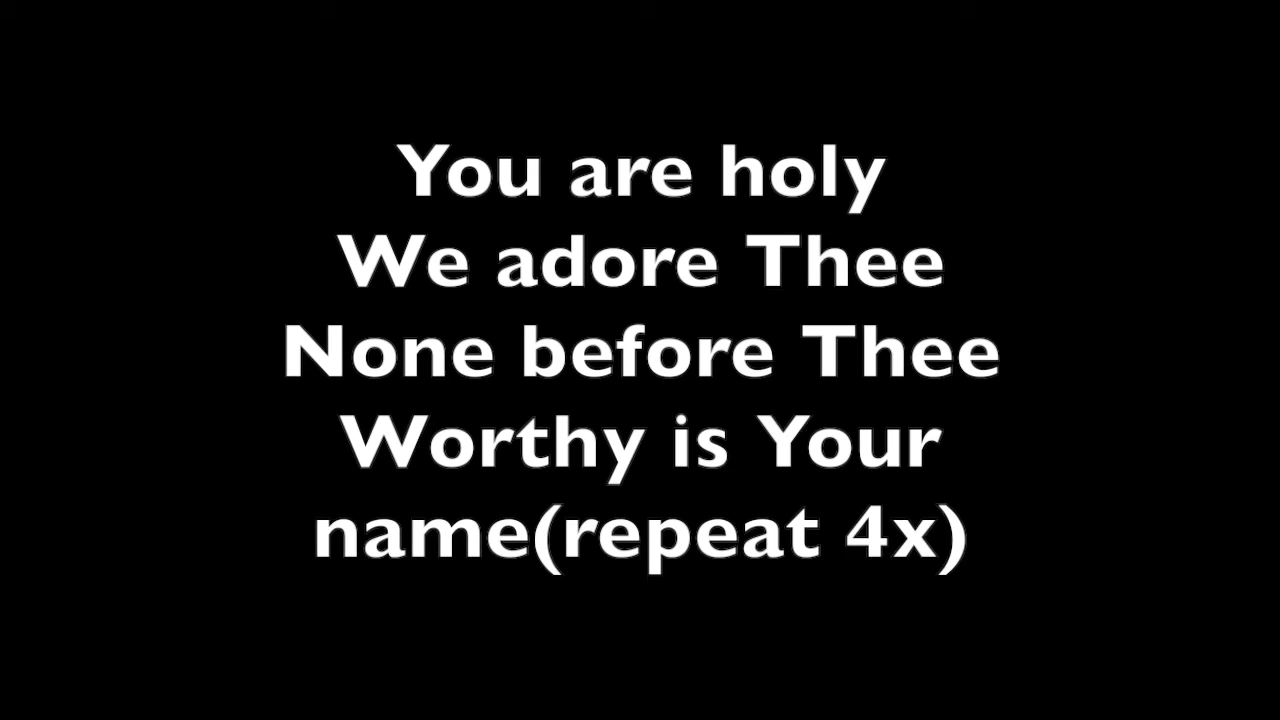 You are holy
We adore Thee
None before Thee
Worthy is Your
name(repeat 4x)